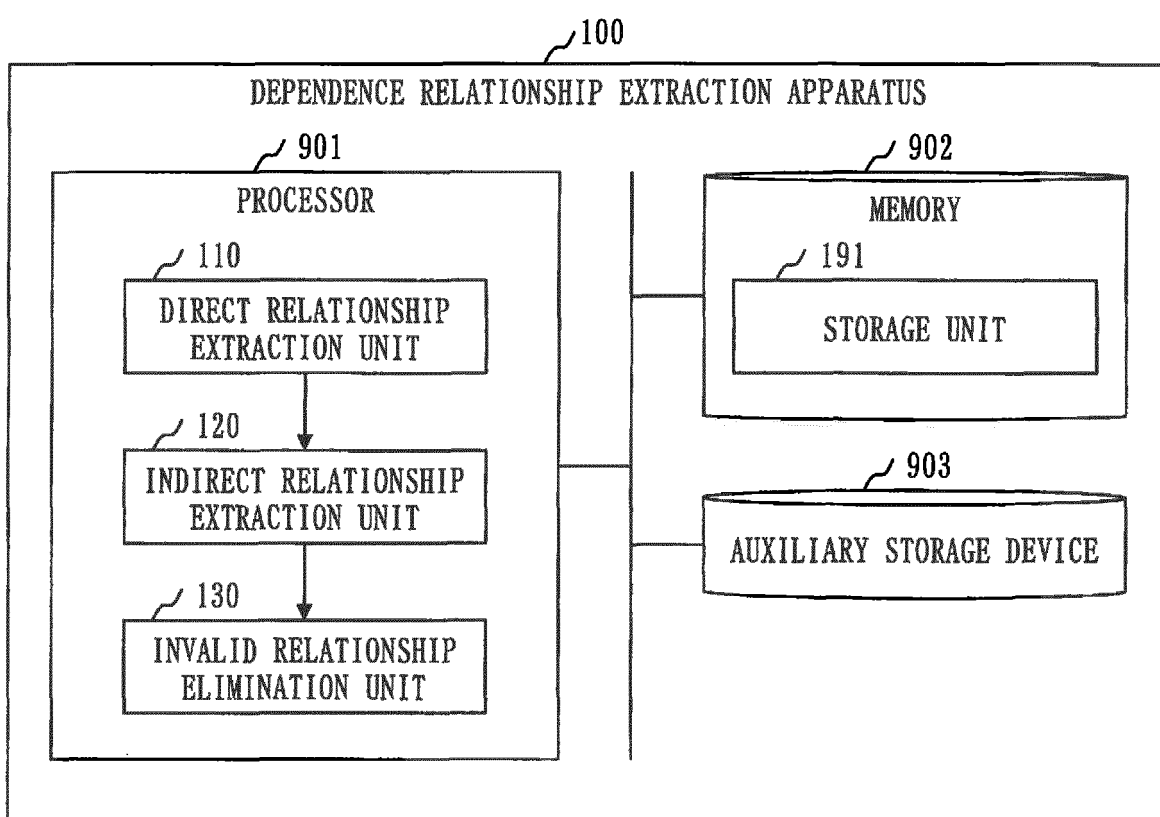 100
DEPENDENCE RELATIONSHIP EXTRACTION APPARATUS
901
PROCESSOR
110
DIRECT RELATIONSHIP
EXTRACTION UNIT
120
INDIRECT RELATIONSHIP
EXTRACTION UNIT
130
INVALID RELATIONSHIP
ELIMINATION UNIT
902
MEMORY
191
STORAGE UNIT
903
AUXILIARY STORAGE DEVICE